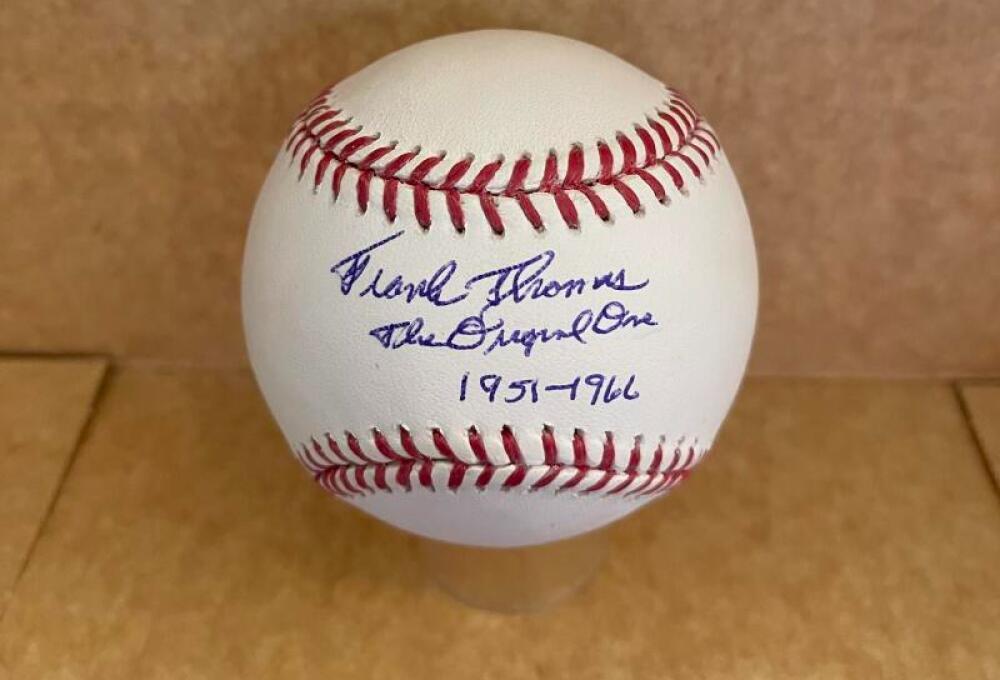 Frank Thomas
The Original One
1951-1966